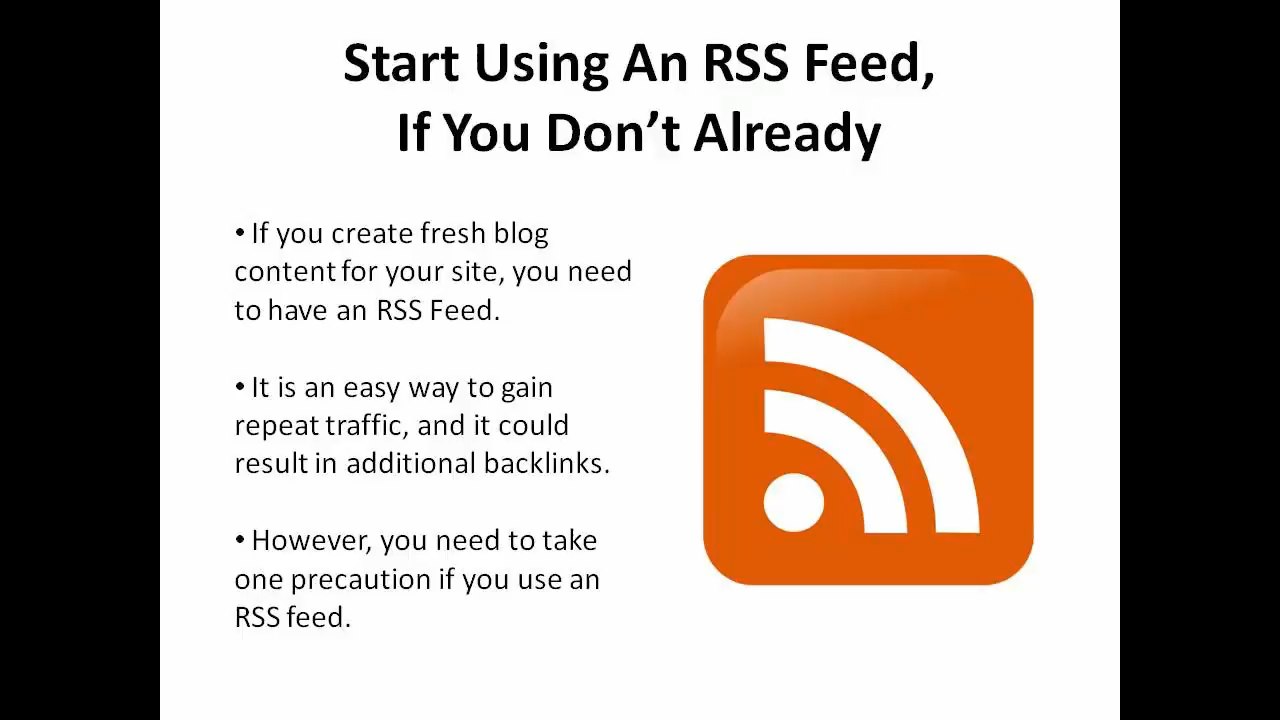 Start Using An RSS Feed,
If You Don’t Already
• If you create fresh blog
content for your site, you need
to have an RSS Feed.
• It is an easy way to gain
repeat traffic, and it could
result in additional backlinks.
• However, you need to take
one precaution if you use an
RSS feed.